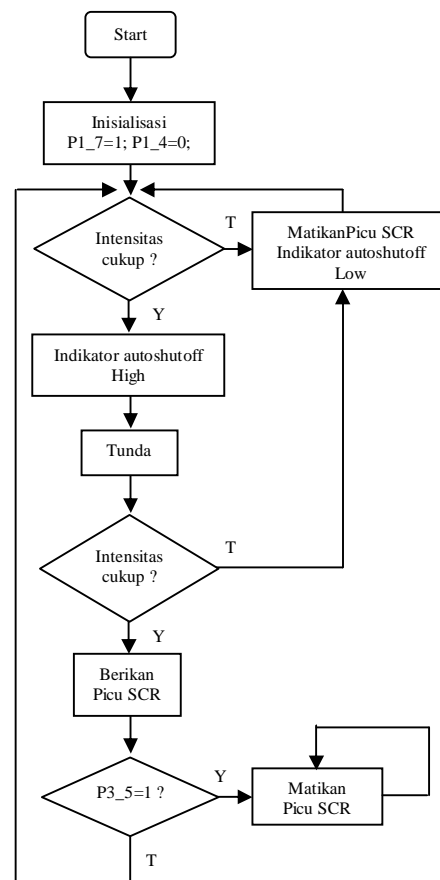 Start
Inisialisasi
P1_7=1; P1_4=0;
Intensitas
cukup ?
T
MatikanPicu SCR
Indikator autoshutoff
Low
Y
Indikator autoshutoff
High
Tunda
Intensitas
cukup ?
T
Y
Berikan
Picu SCR
P3_5=1 ?
Y
Matikan
Picu SCR
T